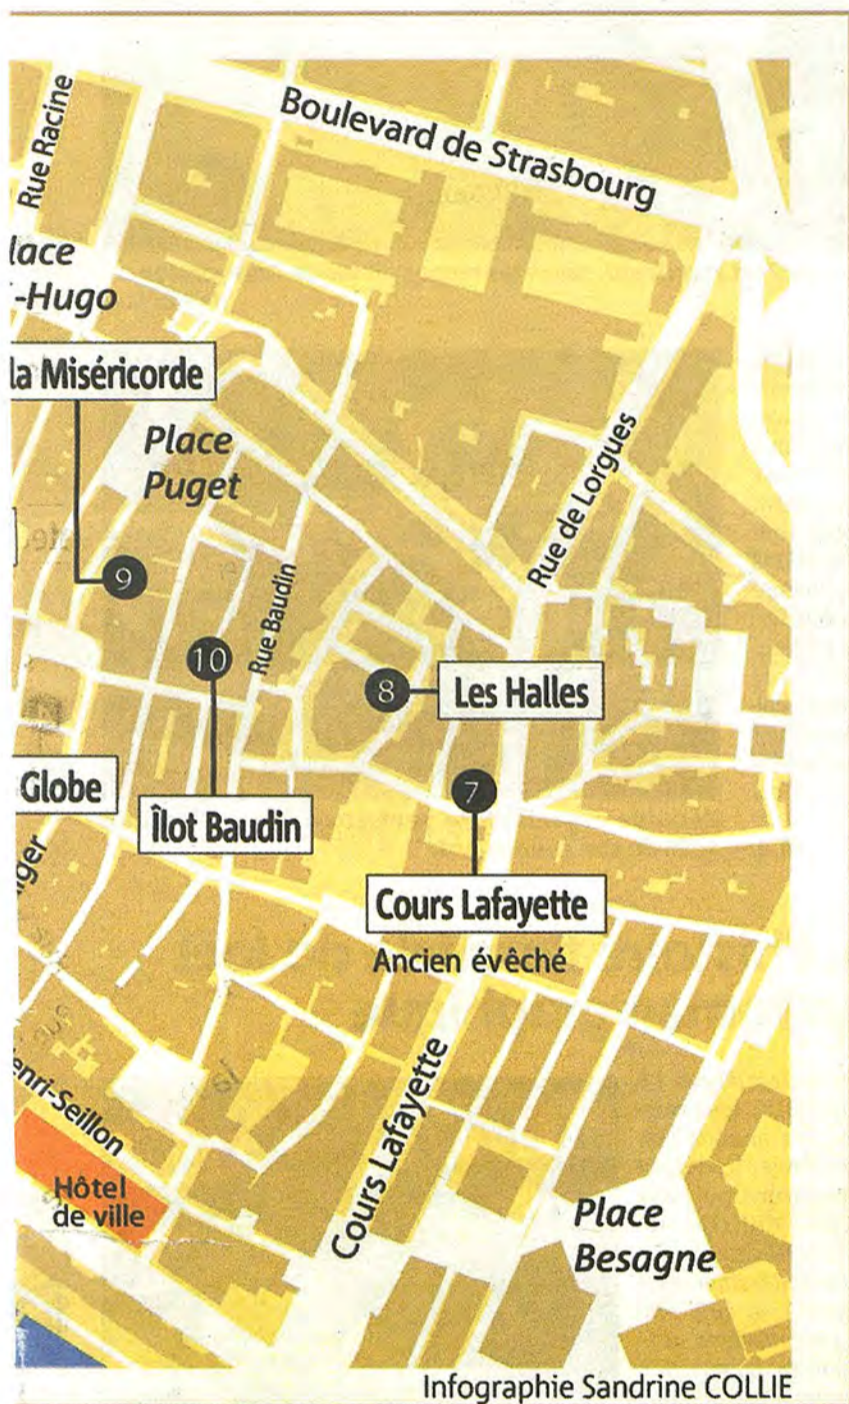 Rue Racine
Boulevard de Strasbourg
lace
-Hugo
la Miséricorde
Place
Puget
Rue de Lorgues
9
Rue Baudin
10
8
Les Halles
7
Globe
Îlot Baudin
Cours Lafayette
Ancien évêché
enri-Seillon
Hôtel
de ville
Cours Lafayette
Place
Besagne
Infographie Sandrine COLLIE